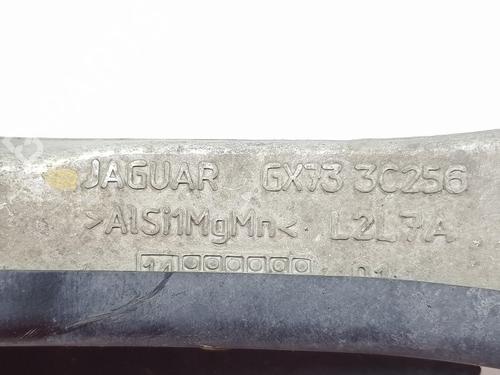 JAGUAR GX73 3C256
>AlSi1MgMn< L2L7A